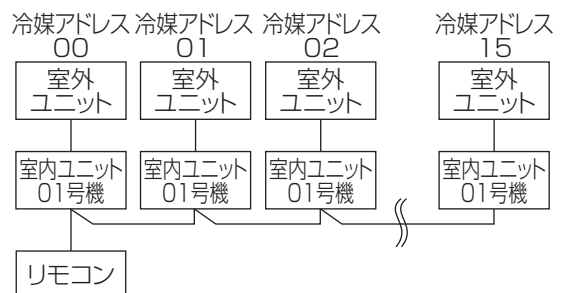 冷媒アドレス 冷媒アドレス 冷媒アドレス 冷媒アドレス
00 01 02 15
室外 室外 室外 室外
ユニット ユニット ユニット ユニット
室内ユニット 室内ユニット 室内ユニット 室内ユニット
01号機 01号機 01号機 01号機
リモコン